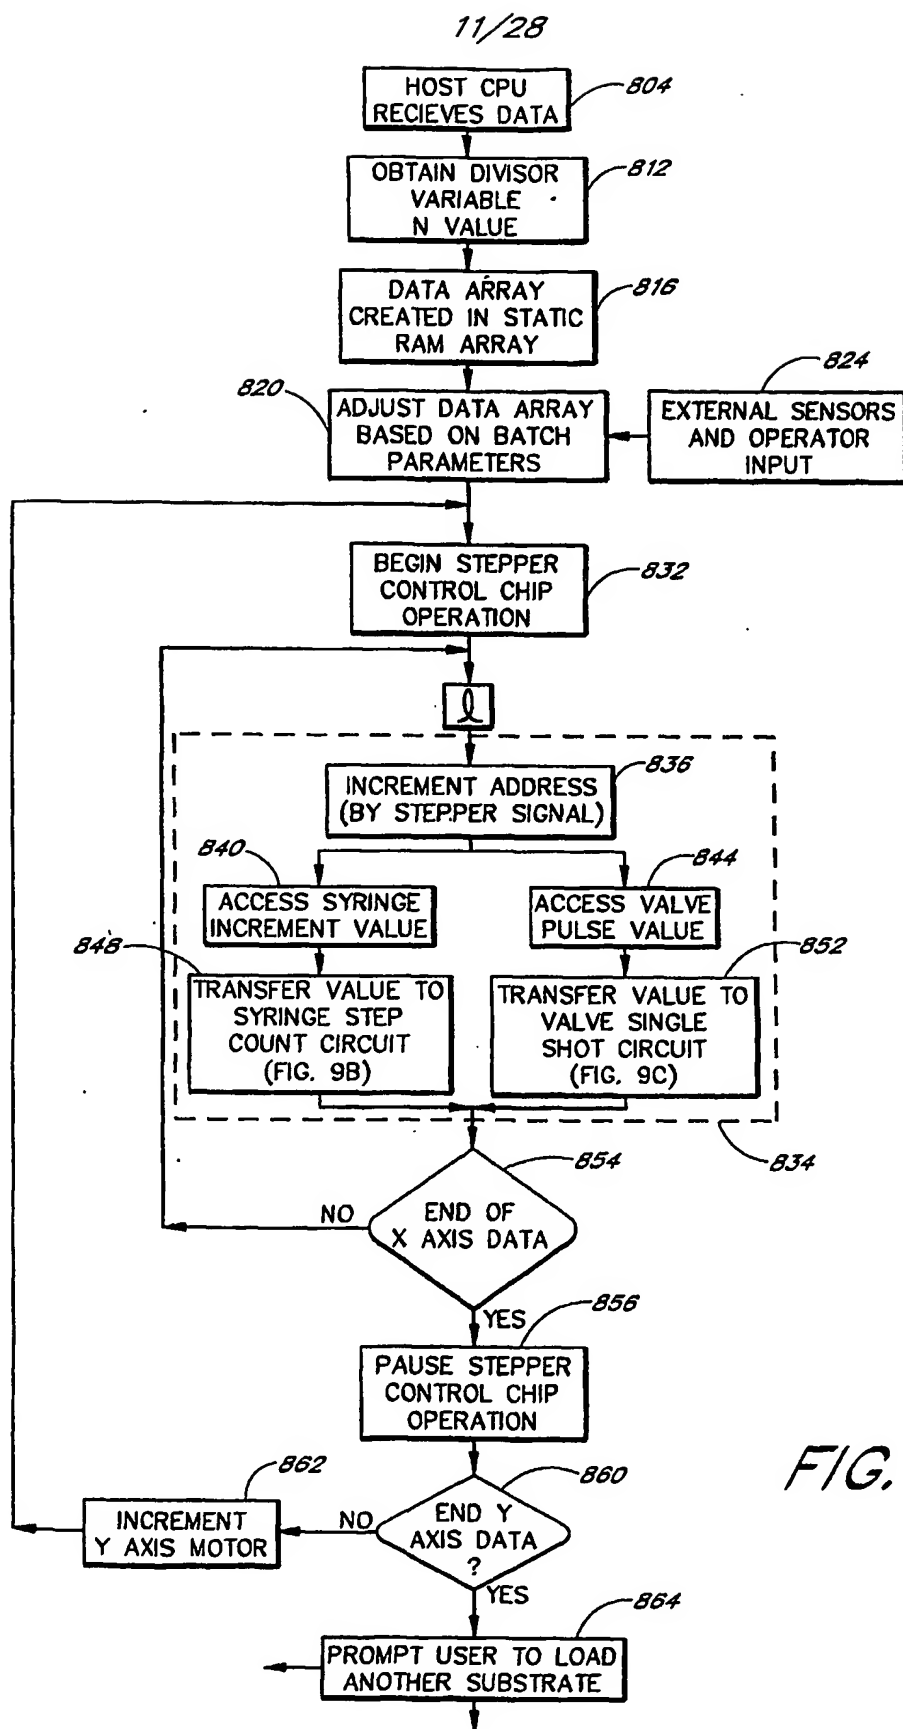 11/28
HOST CPU
RECIEVES DATA
804
OBTAIN DIVISOR
VARIABLE
N VALUE
812
DATA ARRAY
CREATED IN STATIC
RAM ARRAY
816
820
ADJUST DATA ARRAY
BASED ON BATCH
PARAMETERS
824
EXTERNAL SENSORS
AND OPERATOR
INPUT
BEGIN STEPPER
CONTROL CHIP
OPERATION
832
l
INCREMENT ADDRESS
(BY STEPPER SIGNAL)
836
840
ACCESS SYRINGE
INCREMENT VALUE
844
ACCESS VALVE
PULSE VALUE
848
TRANSFER VALUE TO
SYRINGE STEP
COUNT CIRCUIT
(FIG. 9B)
852
TRANSFER VALUE TO
VALVE SINGLE
SHOT CIRCUIT
(FIG. 9C)
834
854
END OF
X AXIS DATA
NO
YES
856
PAUSE STEPPER
CONTROL CHIP
OPERATION
860
END Y
AXIS DATA
?
NO
862
INCREMENT
Y AXIS MOTOR
YES
864
PROMPT USER TO LOAD
ANOTHER SUBSTRATE
FIG.